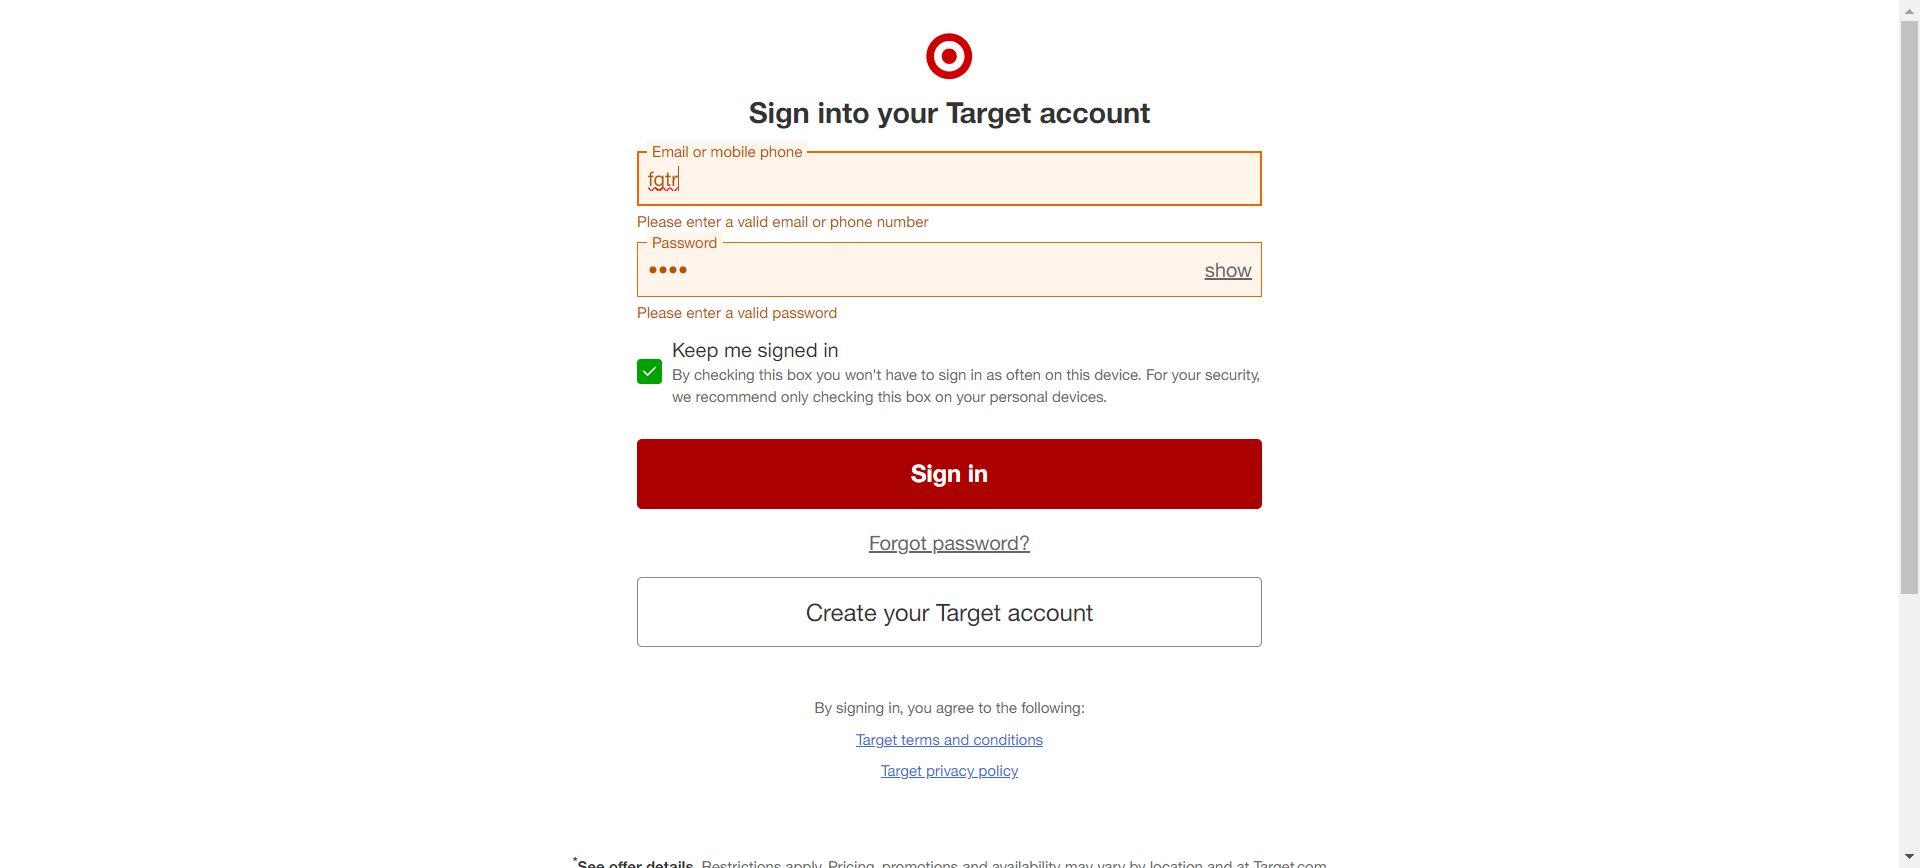 Sign into your Target account
Email or mobile phone
fgtr
Please enter a valid email or phone number
Password
••••
show
Please enter a valid password
Keep me signed in
By checking this box you won't have to sign in as often on this device. For your security,
we recommend only checking this box on your personal devices.
Sign in
Forgot password?
Create your Target account
By signing in, you agree to the following:
Target terms and conditions
Target privacy policy
*See offer details. Restrictions apply. Pricing, promotions and availability may vary by location and at Target.com